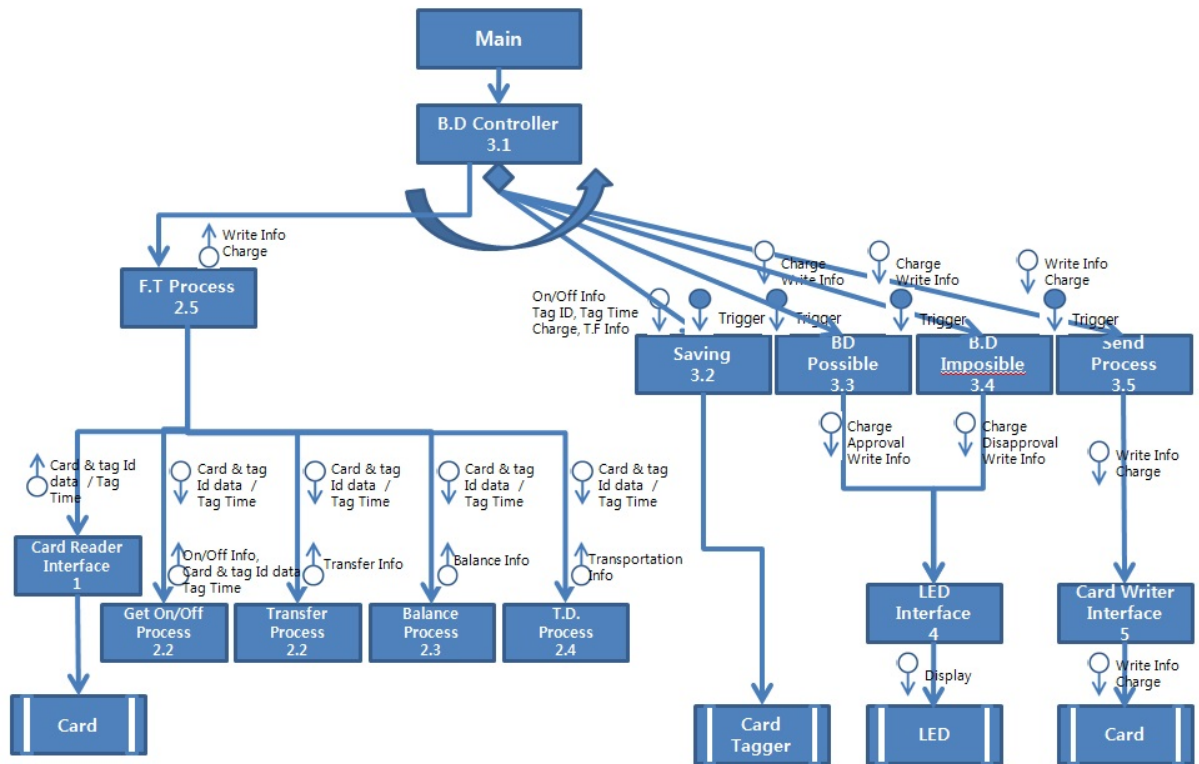 Main
B.D Controller
3.1
Write Info
Charge
F.T Process
2.5
On/Off Info
Tag ID, Tag Time
Charge, T.F Info
Trigger
Charge
Write Info
Trigger
Charge
Write Info
Trigger
Write Info
Charge
Trigger
Saving
3.2
BD
Possible
3.3
B.D
Imposible
3.4
Send
Process
3.5
Charge
Approval
Write Info
Charge
Disapproval
Write Info
Write Info
Charge
Card & tag Id
data / Tag
Time
Card & tag
Id data /
Tag Time
Card & tag
Id data /
Tag Time
Card & tag
Id data /
Tag Time
Card & tag
Id data /
Tag Time
On/Off Info,
Card & tag Id data
Tag Time
Transfer Info
Balance Info
Transportation
Info
Card Reader
Interface
1
Get On/Off
Process
2.2
Transfer
Process
2.2
Balance
Process
2.3
T.D.
Process
2.4
LED
Interface
4
Card Writer
Interface
5
Display
Write Info
Charge
Card
Card
Tagger
LED
Card